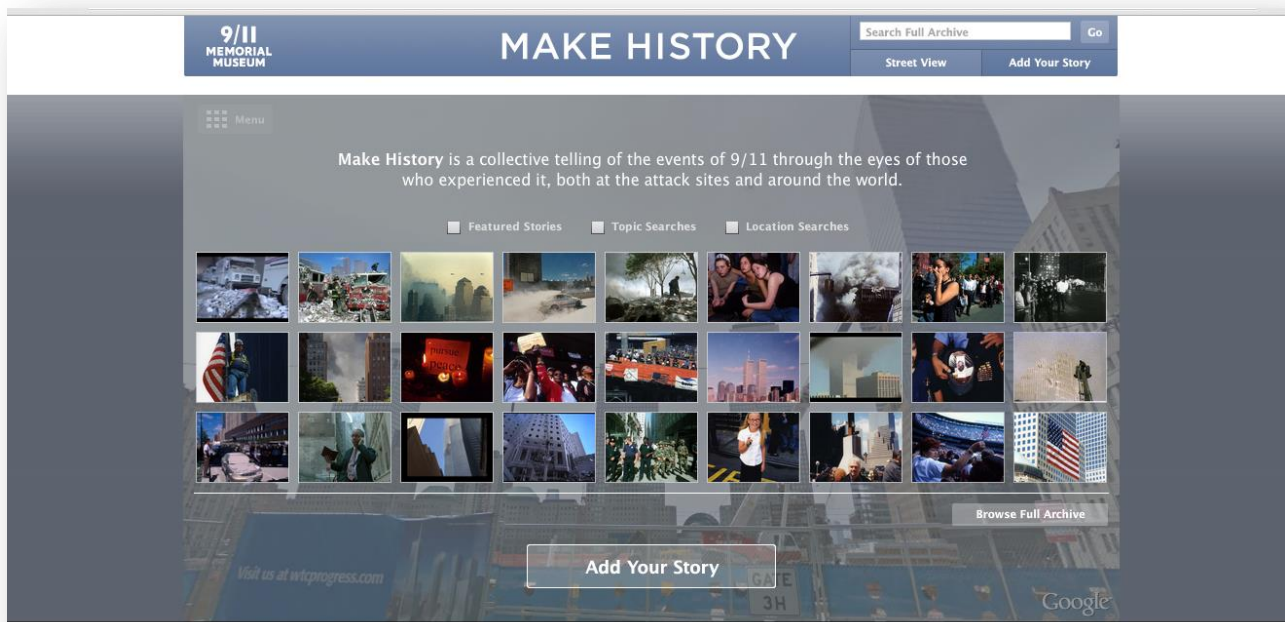 9/11
MEMORIAL
MUSEUM
MAKE HISTORY
Search Full Archive
Go
Street View
Add Your Story
Menu
Make History is a collective telling of the events of 9/11 through the eyes of those
who experienced it, both at the attack sites and around the world.
Featured Stories
Topic Searches
Location Searches
pursue
peace
Browse Full Archive
Visit us at wtcprogress.com
Add Your Story
GATE
3H
Google